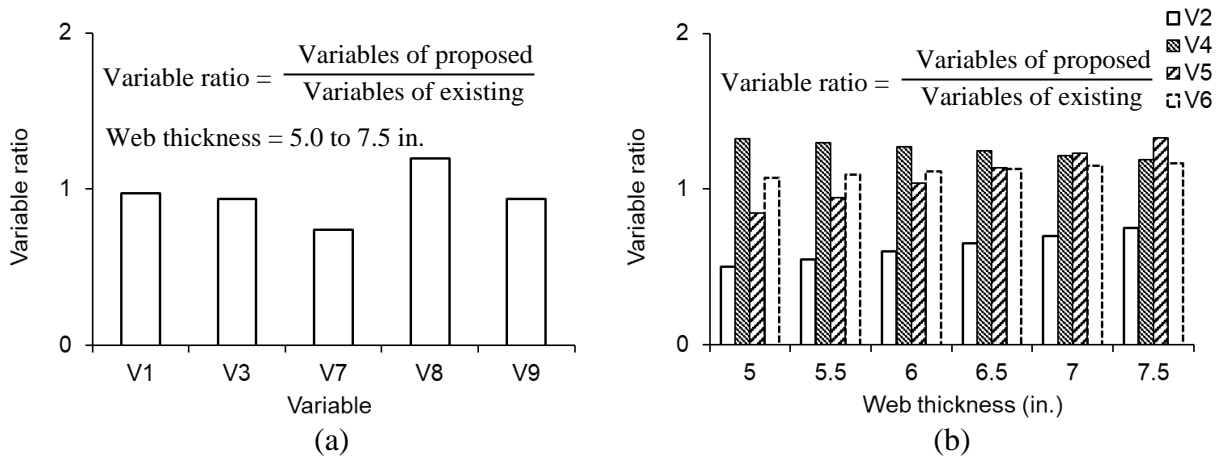 2
Variable ratio = Variables of proposed
Variables of existing
Web thickness = 5.0 to 7.5 in.
1
0
Variable ratio
V1 V3 V7 V8 V9
Variable
(a)
V2
V4
V5
V6
2
Variable ratio = Variables of proposed
Variables of existing
1
0
Variable ratio
5 5.5 6 6.5 7 7.5
Web thickness (in.)
(b)